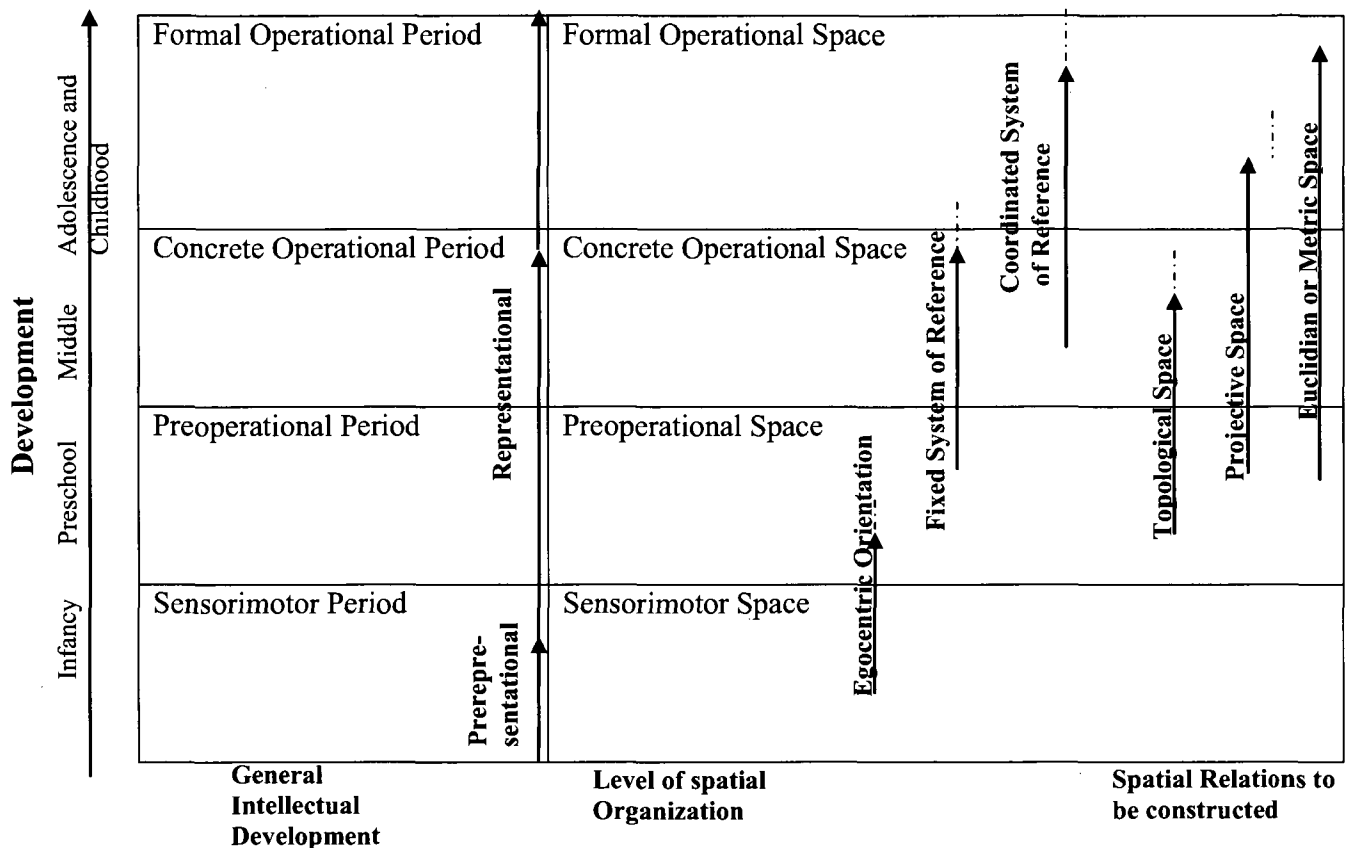 Development
Infancy
Preschool
Middle
Childhood
Adolescence and
Formal Operational Period
Formal Operational Space
Concrete Operational Period
Concrete Operational Space
Preoperational Period
Preoperational Space
Sensorimotor Period
Sensorimotor Space
Prerepre-
sentational
Representational
Egocentric Orientation
Fixed System of Reference
Coordinated System
of Reference
Topological Space
Projective Space
Euclidian or Metric Space
General
Intellectual
Development
Level of spatial
Organization
Spatial Relations to
be constructed